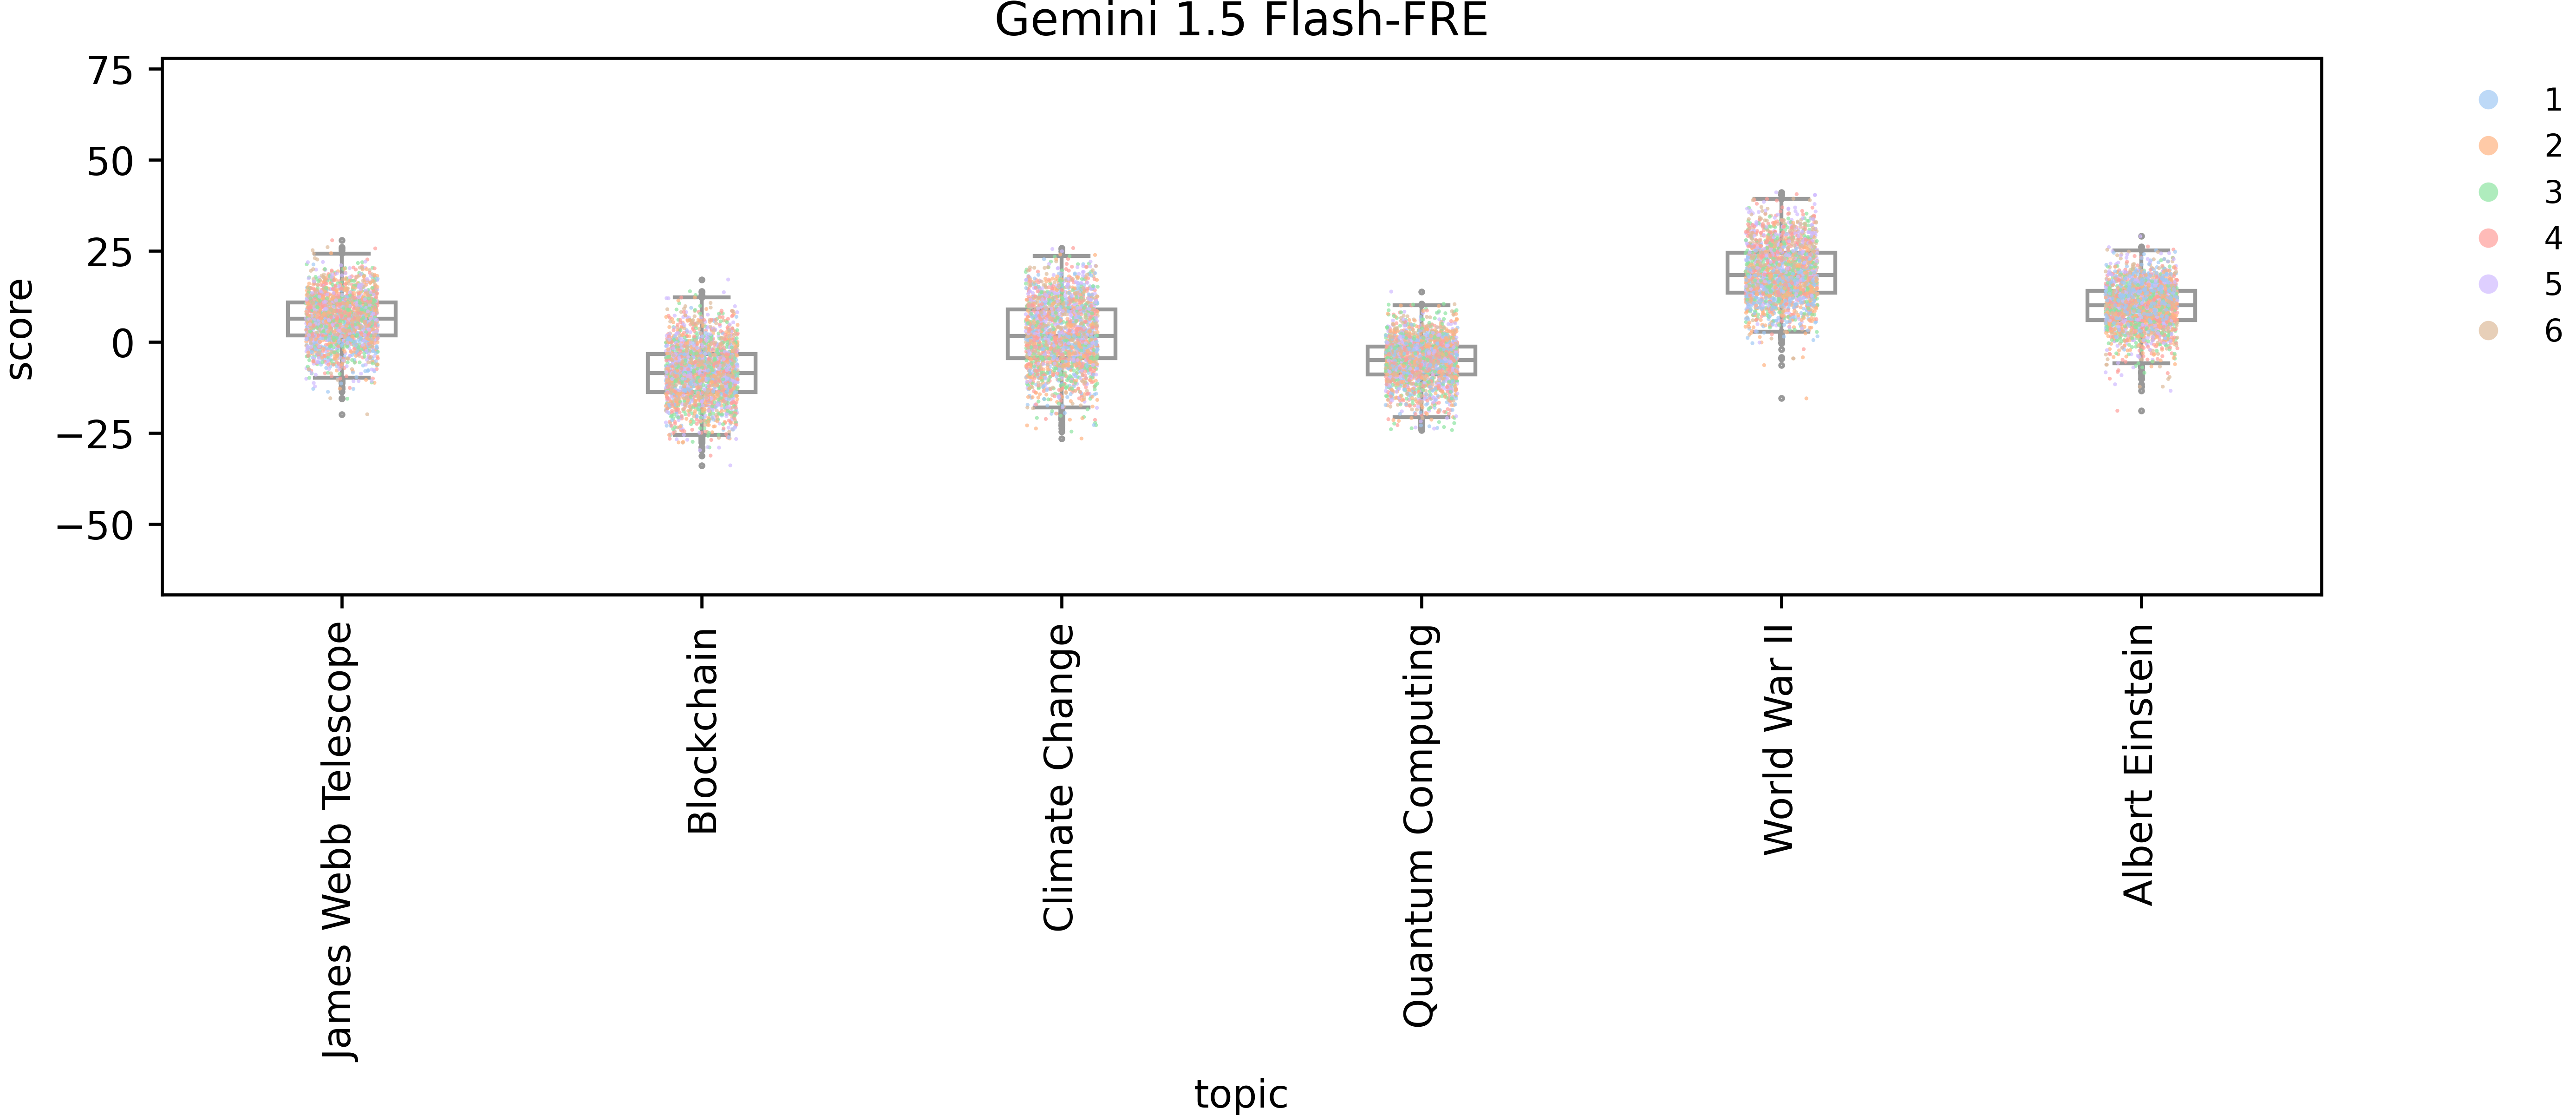 Gemini 1.5 Flash-FRE
75
50
25
0
−25
−50
score
James Webb Telescope
Blockchain
Climate Change
Quantum Computing
World War II
Albert Einstein
topic
1
2
3
4
5
6